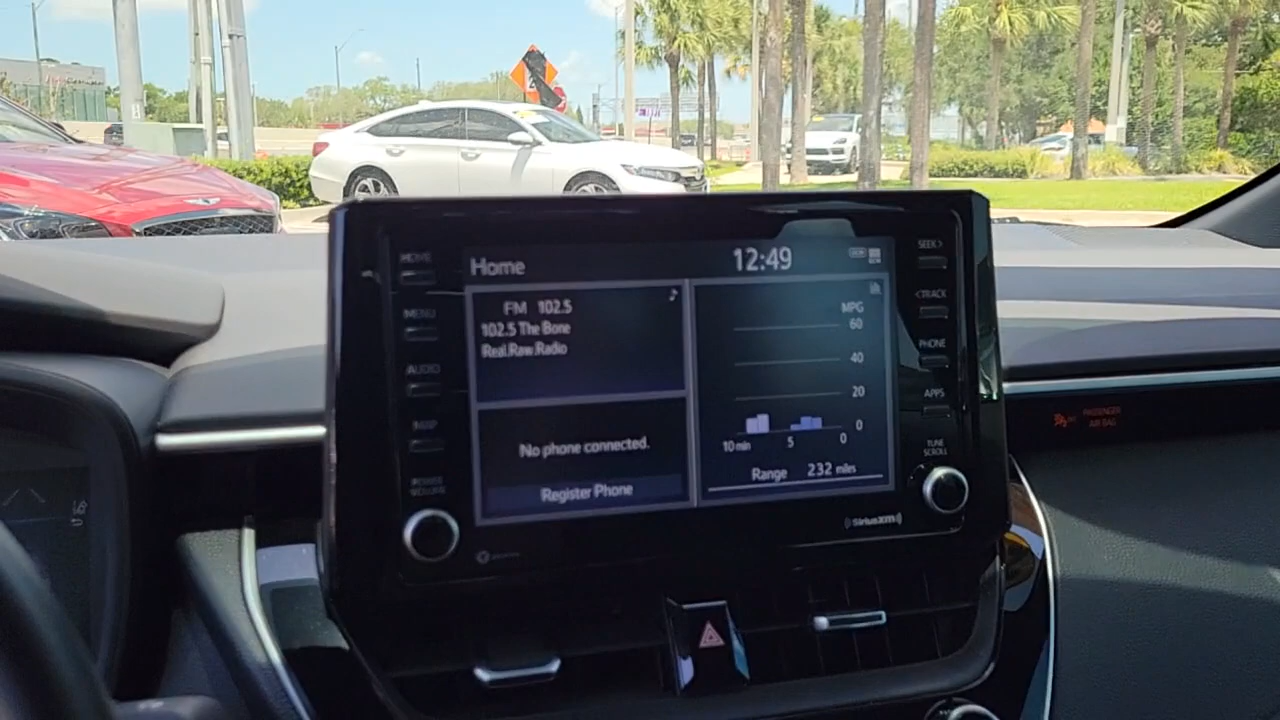 HOME
MENU
AUDIO
MAP
POWER
VOLUME
Home
12:49
FM 102.5
102.5 The Bone
Real.Raw.Radio
No phone connected.
Register Phone
MPG
60
40
20
0
10 min 5 0
Range 232 miles
SEEK>
<TRACK
PHONE
APPS
TUNE
SCROLL
SiriusXM
PASSENGER
AIR BAG